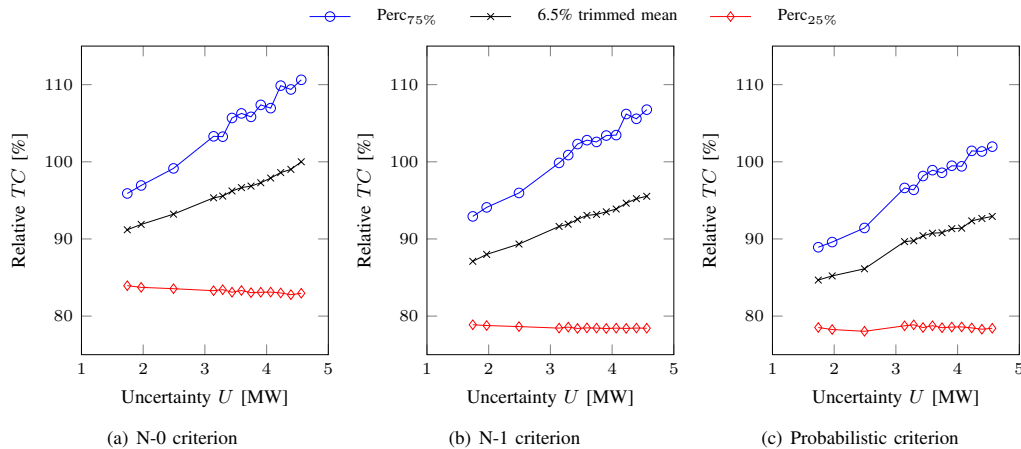 Perc75% 6.5% trimmed mean Perc25%
110
100
90
80
1 2 3 4 5
Relative TC [%]
Uncertainty U [MW]
(a) N-0 criterion
110
100
90
80
1 2 3 4 5
Relative TC [%]
Uncertainty U [MW]
(b) N-1 criterion
110
100
90
80
1 2 3 4 5
Relative TC [%]
Uncertainty U [MW]
(c) Probabilistic criterion